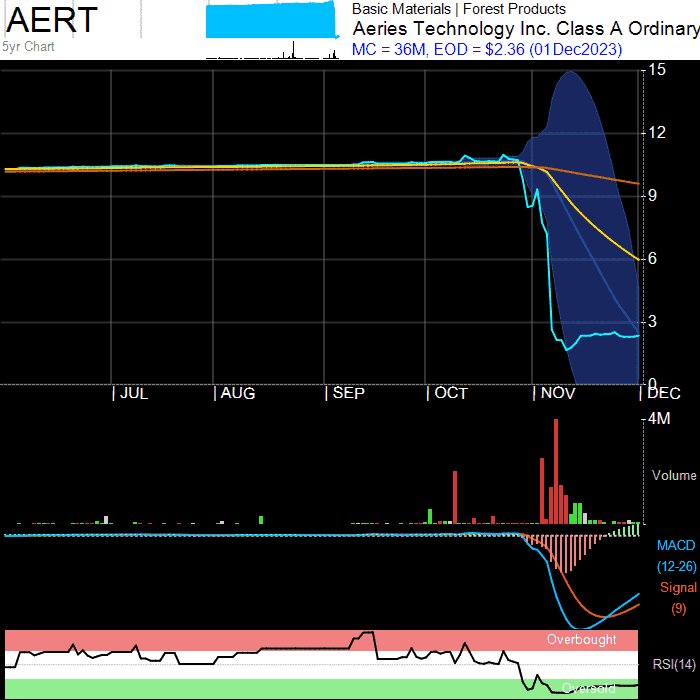 AERT
5yr Chart
Basic Materials | Forest Products
Aeries Technology Inc. Class A Ordinary
MC = 36M, EOD = $2.36 (01Dec2023)
15
12
9
6
3
0
JUL AUG SEP OCT NOV DEC
4M
Volume
MACD
(12-26)
Signal
(9)
Overbought
RSI(14)
Oversold